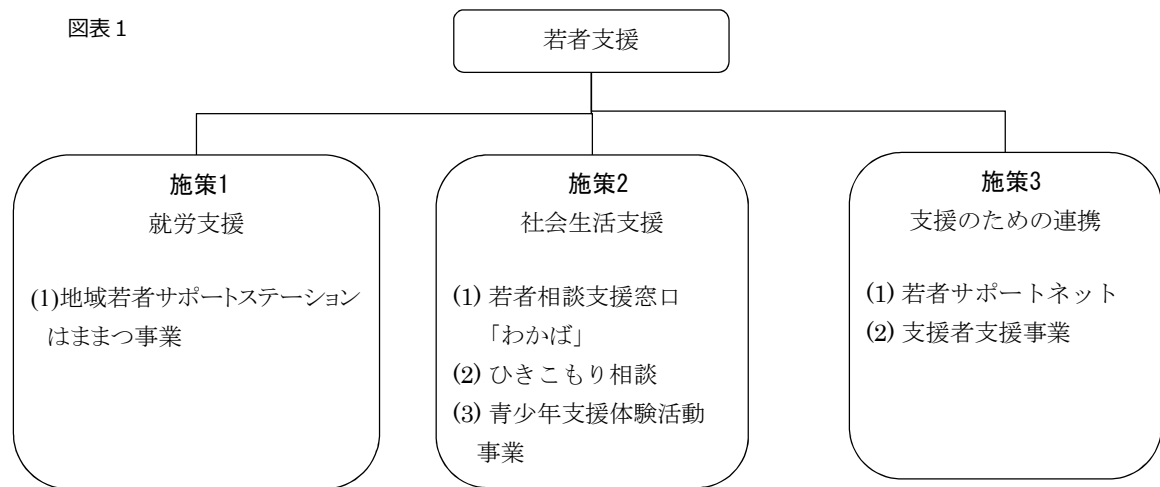 図表１
若者支援
施策1
就労支援
(1)地域若者サポートステーション
はままつ事業
施策2
社会生活支援
(1) 若者相談支援窓口
「わかば」
(2) ひきこもり相談
(3) 青少年支援体験活動
事業
施策3
支援のための連携
(1) 若者サポートネット
(2) 支援者支援事業